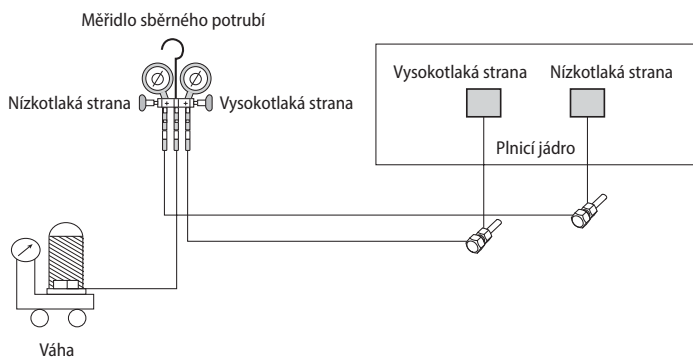 Měřidlo sběrného potrubí
Nízkotlaká strana
Vysokotlaká strana
Vysokotlaká strana
Nízkotlaká strana
Plnicí jádro
Váha